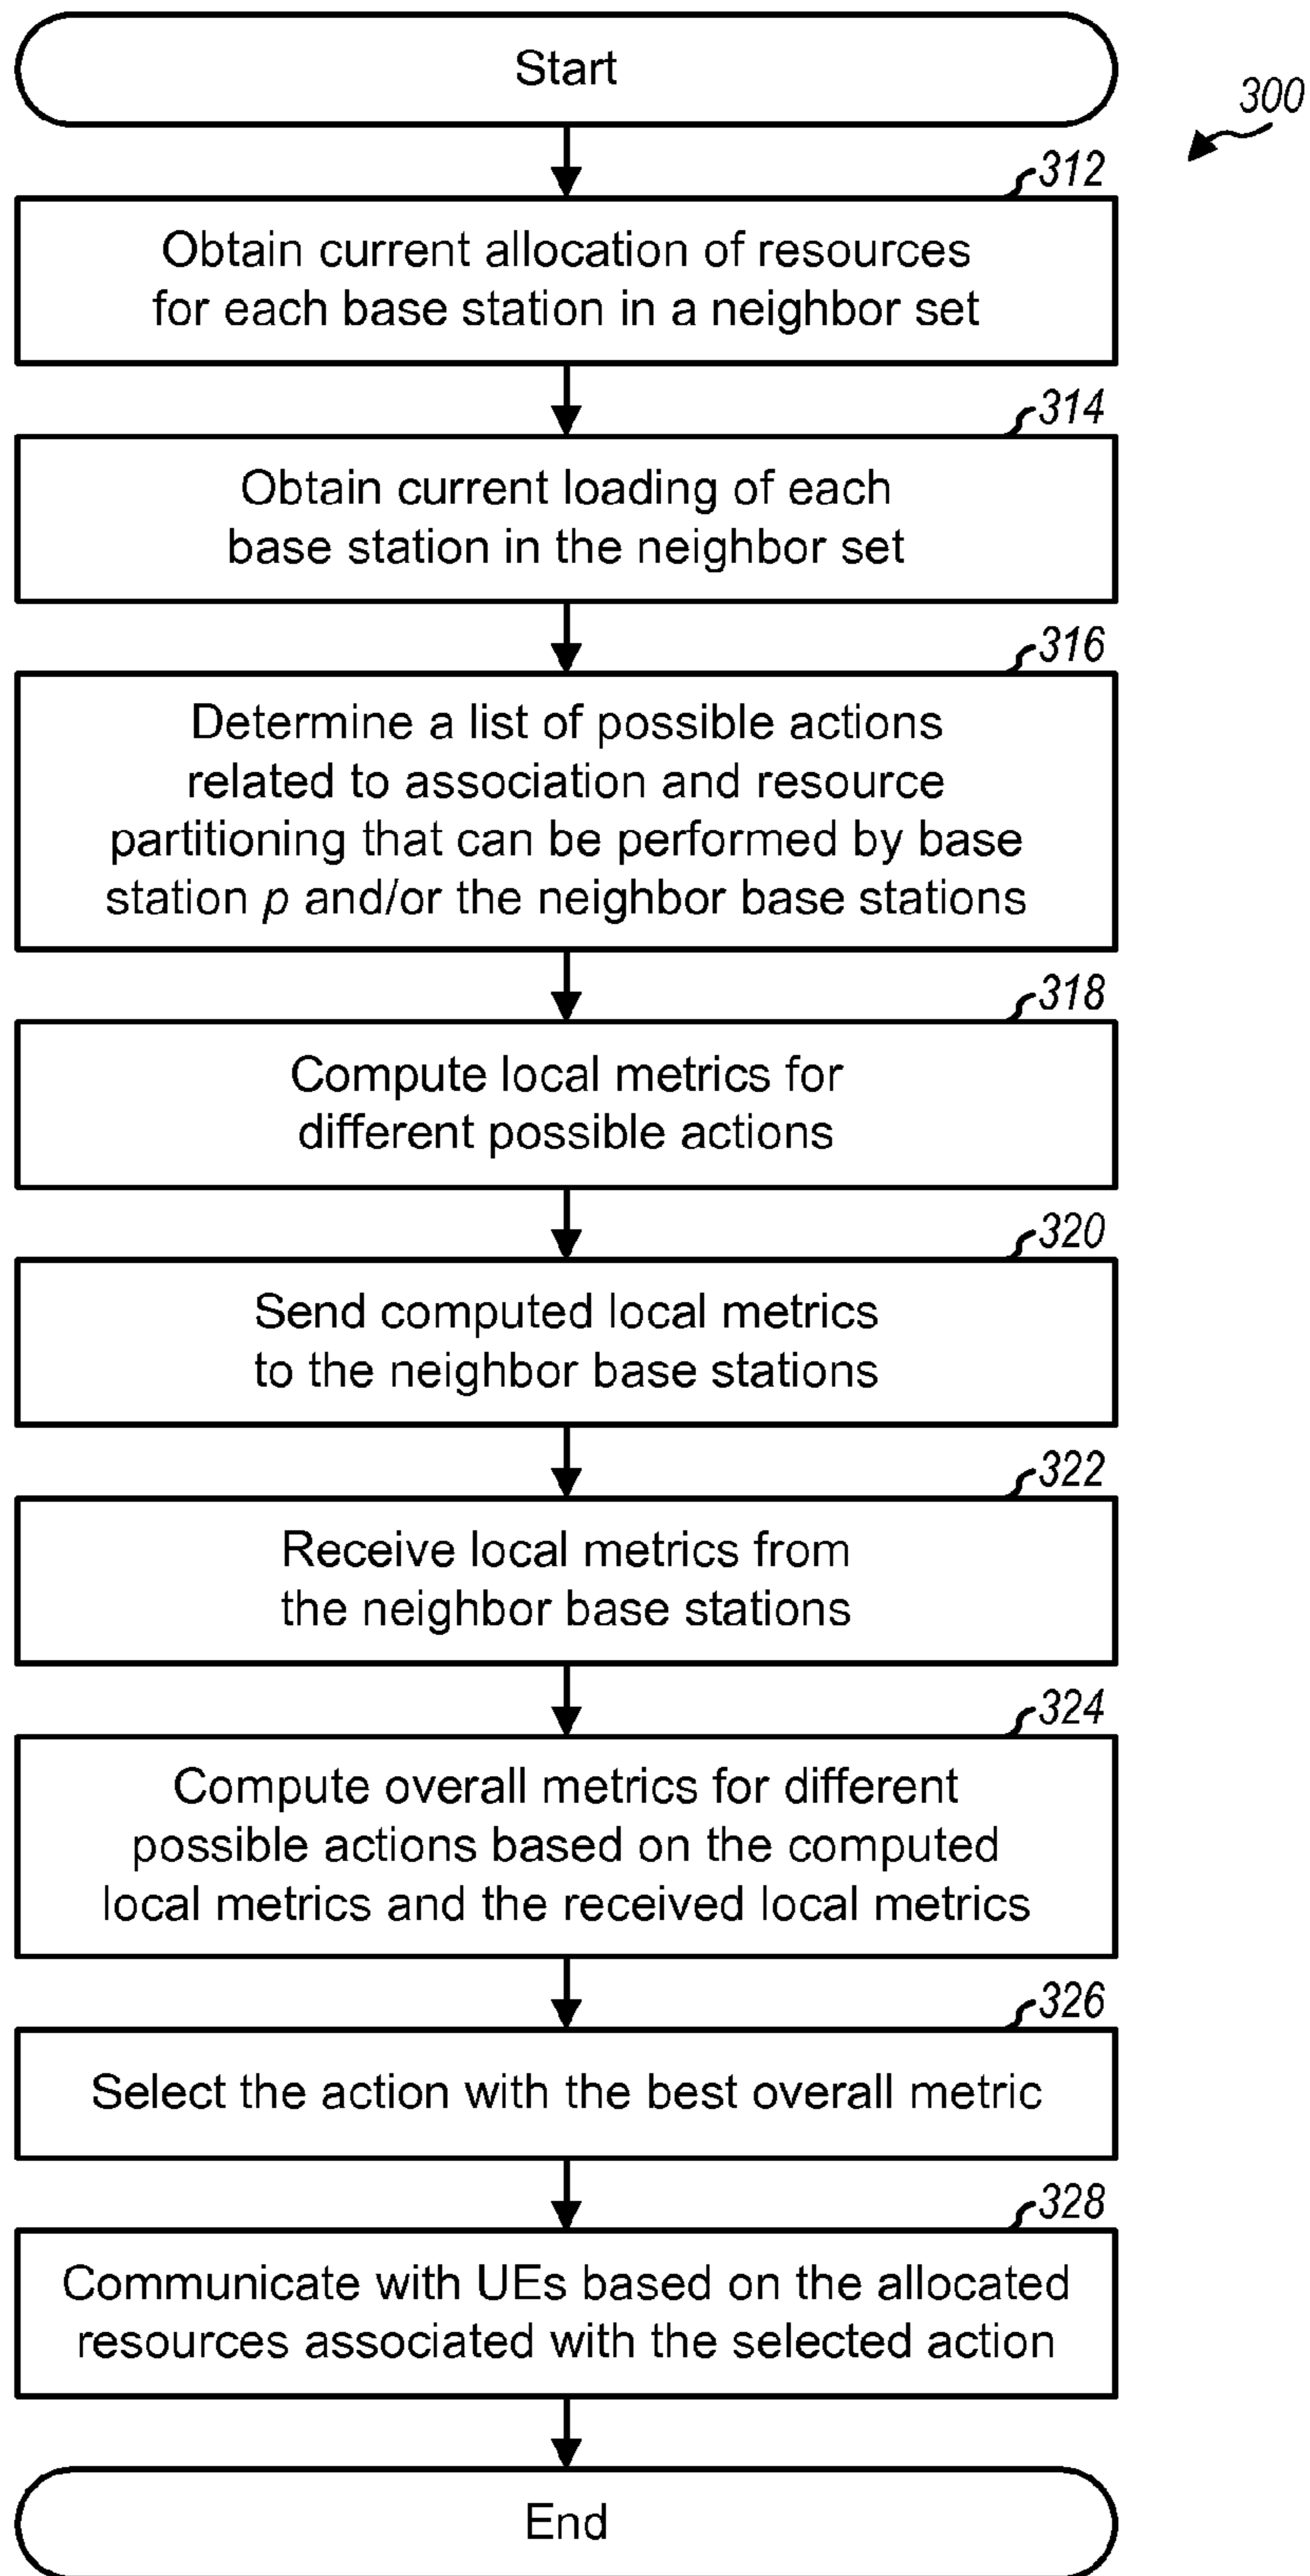 Start
300
312
Obtain current allocation of resources
for each base station in a neighbor set
314
Obtain current loading of each
base station in the neighbor set
316
Determine a list of possible actions
related to association and resource
partitioning that can be performed by base
station p and/or the neighbor base stations
318
Compute local metrics for
different possible actions
320
Send computed local metrics
to the neighbor base stations
322
Receive local metrics from
the neighbor base stations
324
Compute overall metrics for different
possible actions based on the computed
local metrics and the received local metrics
326
Select the action with the best overall metric
328
Communicate with UEs based on the allocated
resources associated with the selected action
End